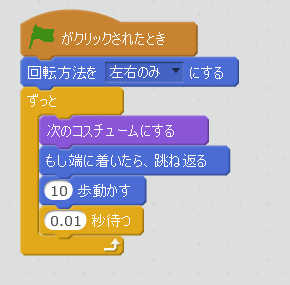 がクリックされたとき
回転方法を 左右のみ にする
ずっと
次のコスチュームにする
もし端に着いたら、跳ね返る
10 歩動かす
0.01 秒待つ